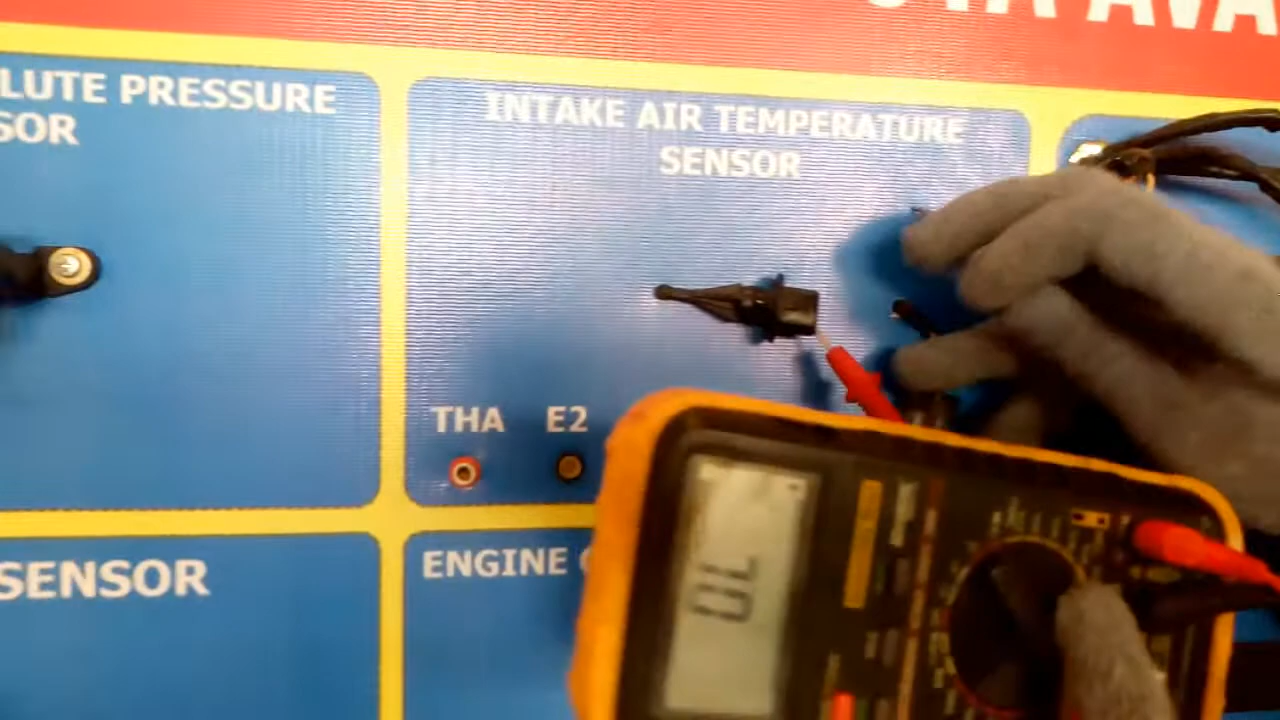 LUTE PRESSURE
SOR
INTAKE AIR TEMPERATURE
SENSOR
THA E2
SENSOR
ENGINE
OL